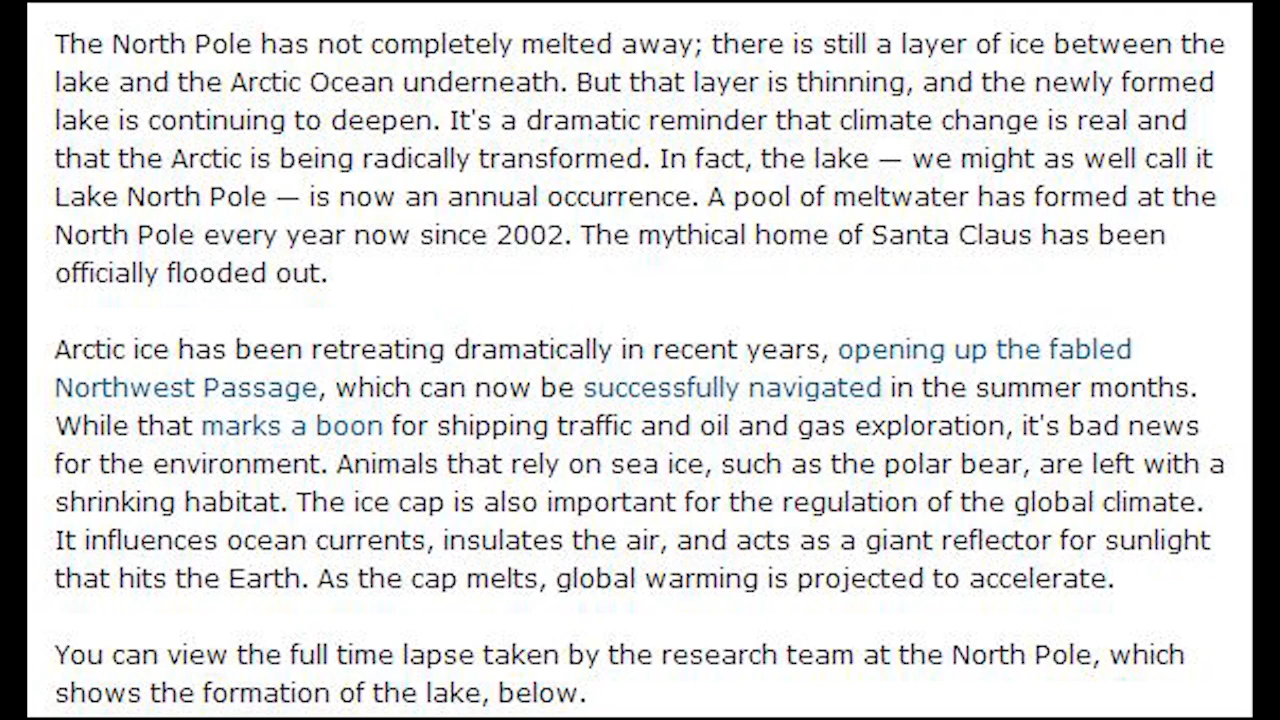 The North Pole has not completely melted away; there is still a layer of ice between the
lake and the Arctic Ocean underneath. But that layer is thinning, and the newly formed
lake is continuing to deepen. It's a dramatic reminder that climate change is real and
that the Arctic is being radically transformed. In fact, the lake — we might as well call it
Lake North Pole — is now an annual occurrence. A pool of meltwater has formed at the
North Pole every year now since 2002. The mythical home of Santa Claus has been
officially flooded out.
Arctic ice has been retreating dramatically in recent years, opening up the fabled
Northwest Passage, which can now be successfully navigated in the summer months.
While that marks a boon for shipping traffic and oil and gas exploration, it's bad news
for the environment. Animals that rely on sea ice, such as the polar bear, are left with a
shrinking habitat. The ice cap is also important for the regulation of the global climate.
It influences ocean currents, insulates the air, and acts as a giant reflector for sunlight
that hits the Earth. As the cap melts, global warming is projected to accelerate.
You can view the full time lapse taken by the research team at the North Pole, which
shows the formation of the lake, below.